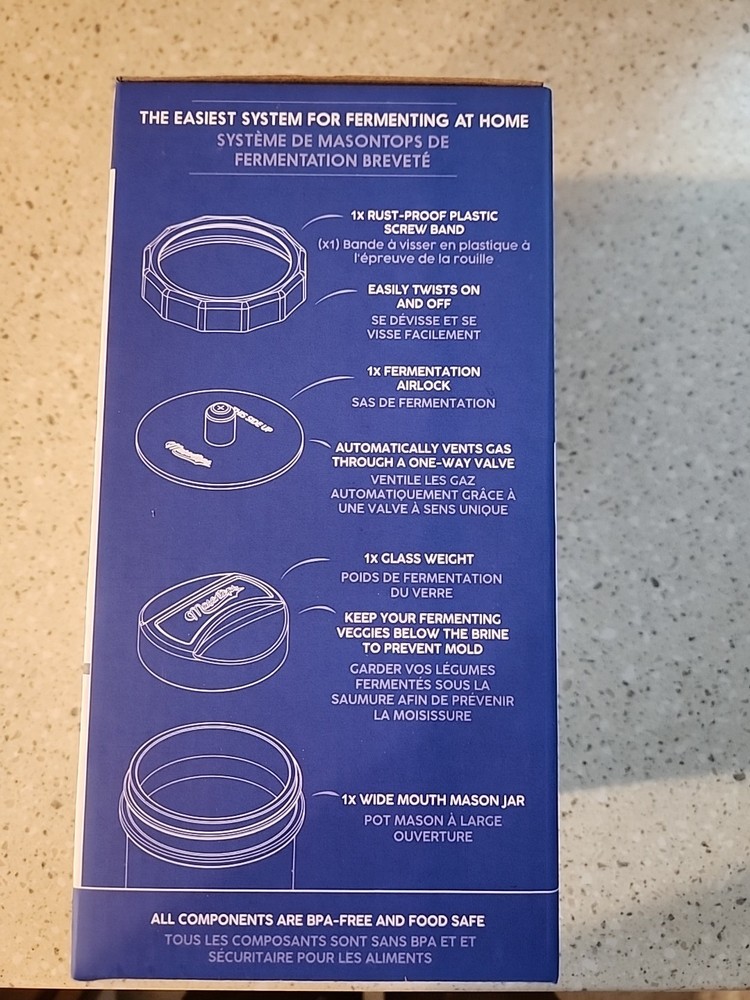 THE EASIEST SYSTEM FOR FERMENTING AT HOME
SYSTÈME DE MASONTOPS DE
FERMENTATION BREVETÉ
1x RUST-PROOF PLASTIC
SCREW BAND
(x1) Bande à visser en plastique à
l'épreuve de la rouille
EASILY TWISTS ON
AND OFF
SE DÉVISSE ET SE
VISSE FACILEMENT
1x FERMENTATION
AIRLOCK
SAS DE FERMENTATION
THIS SIDE UP
Masontops
AUTOMATICALLY VENTS GAS
THROUGH A ONE-WAY VALVE
VENTILE LES GAZ
AUTOMATIQUEMENT GRÂCE À
UNE VALVE À SENS UNIQUE
1x GLASS WEIGHT
POIDS DE FERMENTATION
DU VERRE
Masontops
KEEP YOUR FERMENTING
VEGGIES BELOW THE BRINE
TO PREVENT MOLD
GARDER VOS LÉGUMES
FERMENTÉS SOUS LA
SAUMURE AFIN DE PRÉVENIR
LA MOISISSURE
1x WIDE MOUTH MASON JAR
POT MASON À LARGE
OUVERTURE
ALL COMPONENTS ARE BPA-FREE AND FOOD SAFE
TOUS LES COMPOSANTS SONT SANS BPA ET ET
SÉCURITAIRE POUR LES ALIMENTS